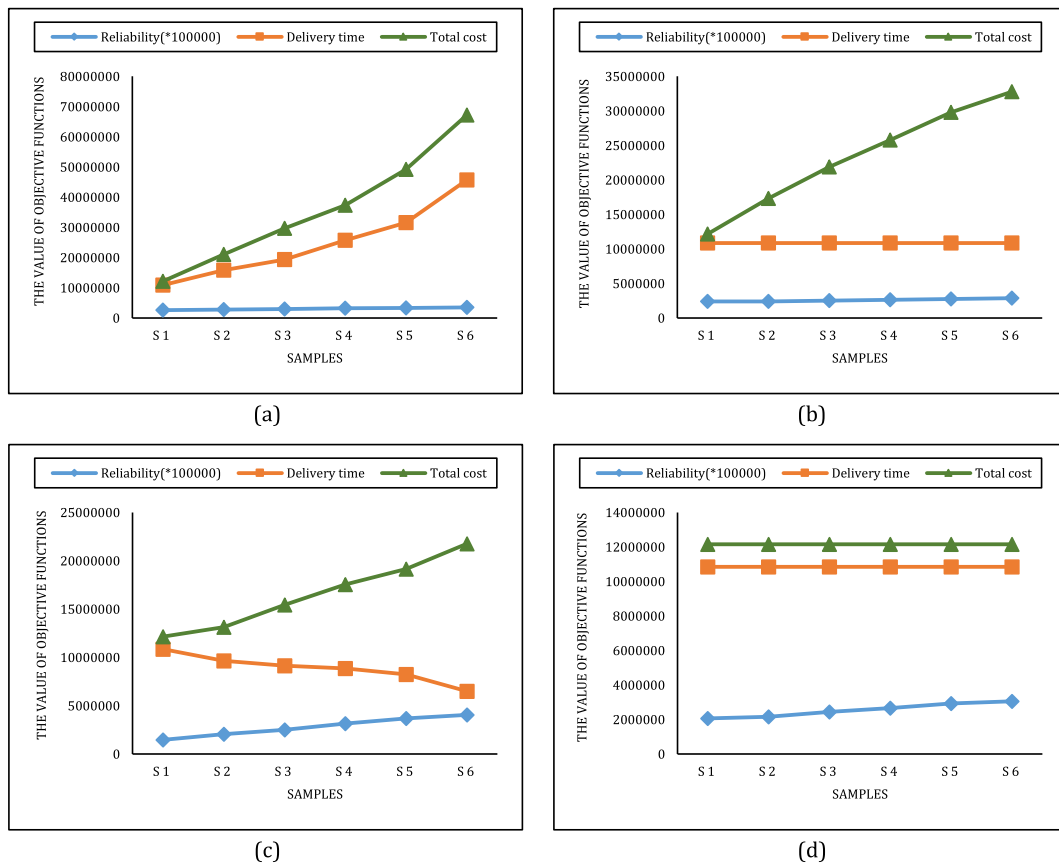 Reliability(*100000) Delivery time Total cost
THE VALUE OF OBJECTIVE FUNCTIONS
80000000
70000000
60000000
50000000
40000000
30000000
20000000
10000000
0
S 1 S 2 S 3 S 4 S 5 S 6
SAMPLES
(a)
Reliability(*100000) Delivery time Total cost
THE VALUE OF OBJECTIVE FUNCTIONS
35000000
30000000
25000000
20000000
15000000
10000000
5000000
0
S 1 S 2 S 3 S 4 S 5 S 6
SAMPLES
(b)
Reliability(*100000) Delivery time Total cost
THE VALUE OF OBJECTIVE FUNCTIONS
25000000
20000000
15000000
10000000
5000000
0
S 1 S 2 S 3 S 4 S 5 S 6
SAMPLES
(c)
Reliability(*100000) Delivery time Total cost
THE VALUE OF OBJECTIVE FUNCTIONS
14000000
12000000
10000000
8000000
6000000
4000000
2000000
0
S 1 S 2 S 3 S 4 S 5 S 6
SAMPLES
(d)